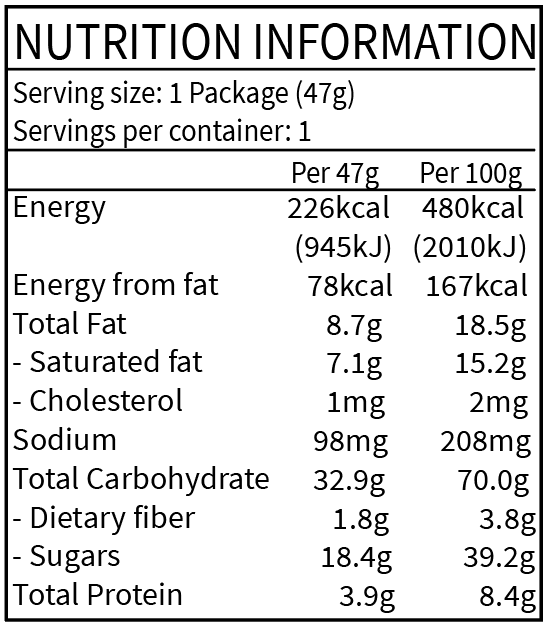 NUTRITION INFORMATION
Serving size: 1 Package (47g)
Servings per container: 1
Per 47g Per 100g
Energy 226kcal 480kcal
(945kJ) (2010kJ)
Energy from fat 78kcal 167kcal
Total Fat 8.7g 18.5g
- Saturated fat 7.1g 15.2g
- Cholesterol 1mg 2mg
Sodium 98mg 208mg
Total Carbohydrate 32.9g 70.0g
- Dietary fiber 1.8g 3.8g
- Sugars 18.4g 39.2g
Total Protein 3.9g 8.4g